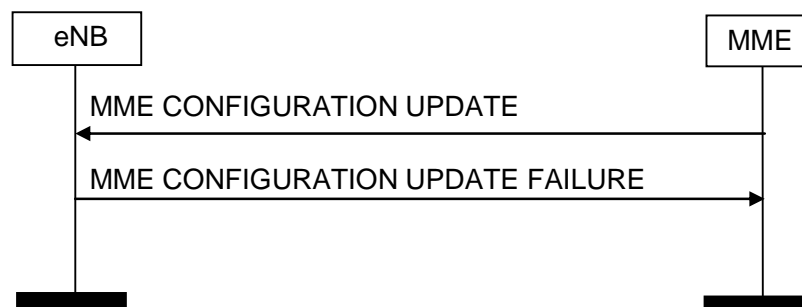 eNB
MME
MME CONFIGURATION UPDATE
MME CONFIGURATION UPDATE FAILURE